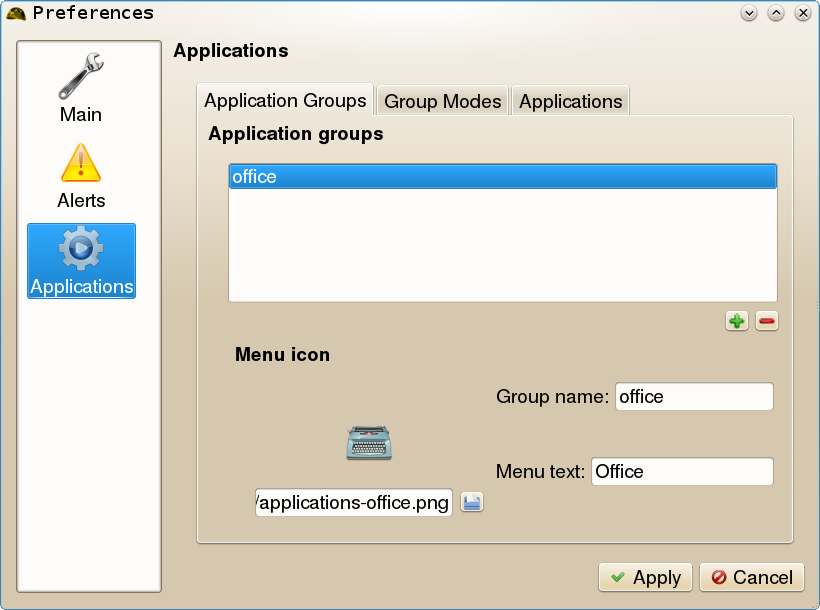 Preferences
Main
Alerts
Applications
Applications
Application Groups
Group Modes
Applications
Application groups
office
Menu icon
Group name: office
Menu text: Office
/applications-office.png
Apply
Cancel